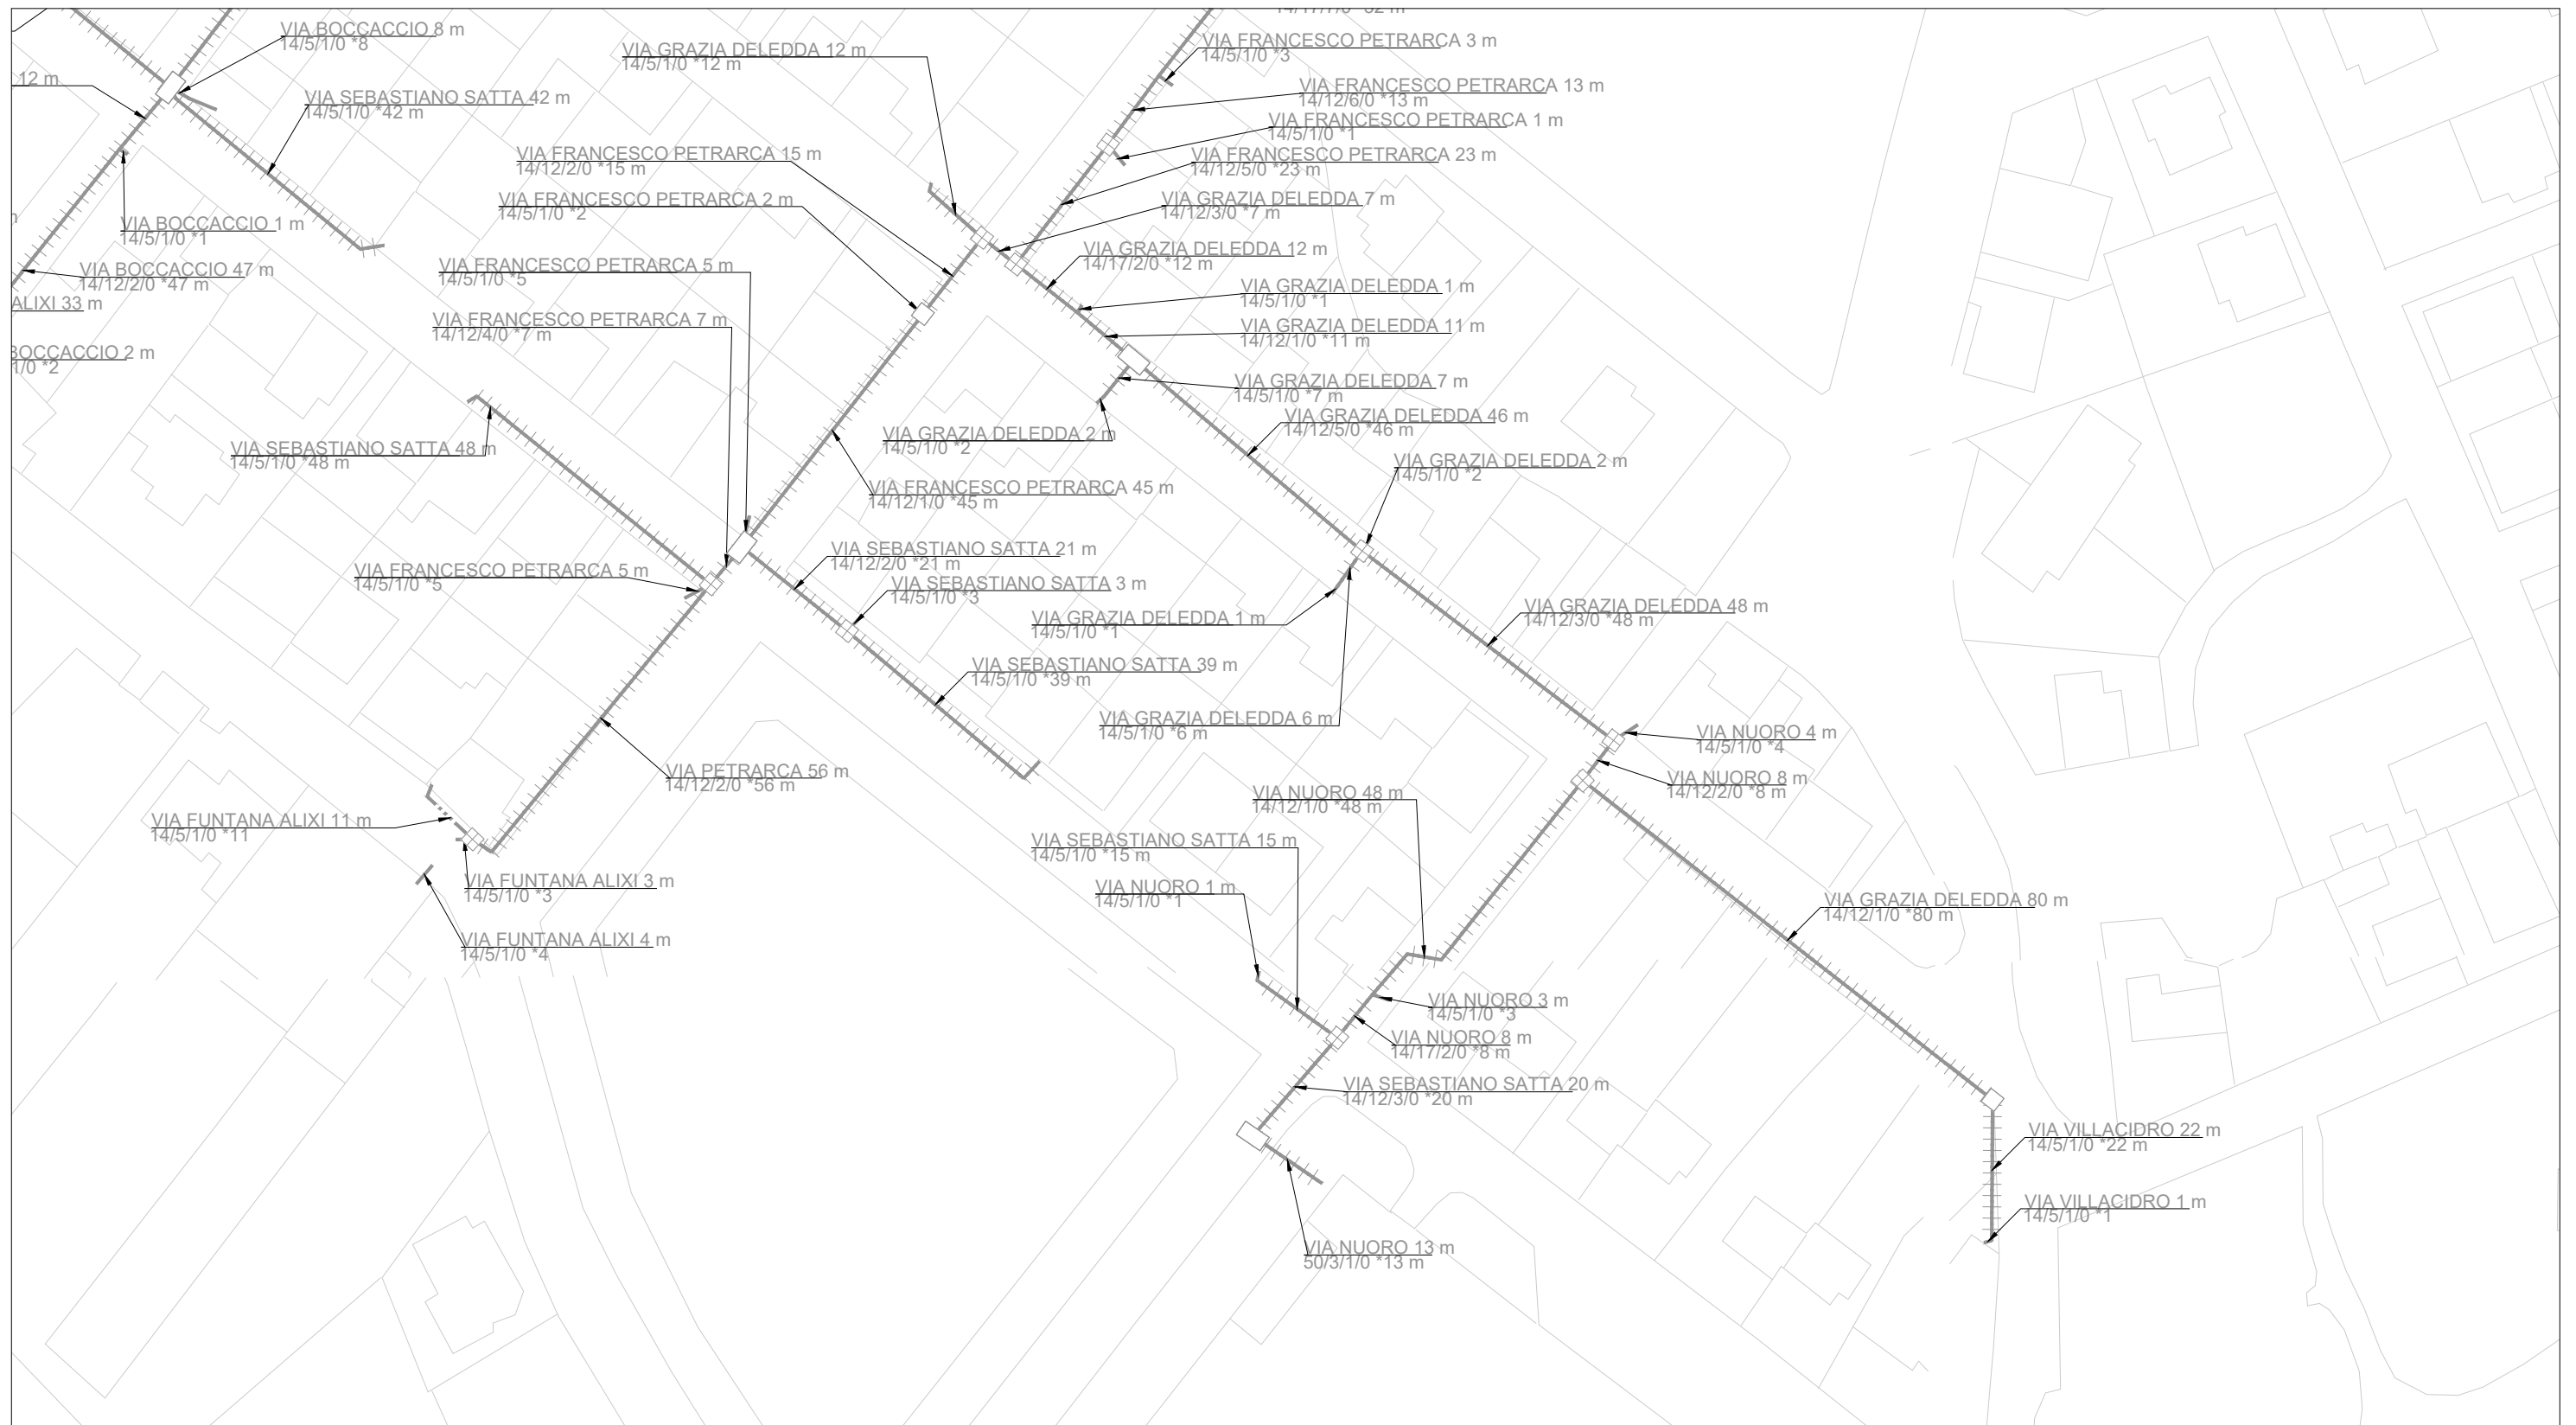 VIA BOCCACCIO 8 m
14/5/1/0 *8
12 m
VIA SEBASTIANO SATTA 42 m
14/5/1/0 *42 m
VIA GRAZIA DELEDDA 12 m
14/5/1/0 *12 m
VIA FRANCESCO PETRARCA 3 m
14/5/1/0 *3
VIA FRANCESCO PETRARCA 13 m
14/12/6/0 *13 m
VIA FRANCESCO PETRARCA 1 m
14/5/1/0 *1
VIA FRANCESCO PETRARCA 15 m
14/12/2/0 *15 m
VIA FRANCESCO PETRARCA 23 m
14/12/5/0 *23 m
VIA FRANCESCO PETRARCA 2 m
14/5/1/0 *2
VIA GRAZIA DELEDDA 7 m
14/12/3/0 *7 m
VIA BOCCACCIO 1 m
14/5/1/0 *1
VIA GRAZIA DELEDDA 12 m
14/17/2/0 *12 m
VIA BOCCACCIO 47 m
14/12/2/0 *47 m
VIA FRANCESCO PETRARCA 5 m
14/5/1/0 *5
VIA GRAZIA DELEDDA 1 m
14/5/1/0 *1
ALIXI 33 m
VIA FRANCESCO PETRARCA 7 m
14/12/4/0 *7 m
VIA GRAZIA DELEDDA 11 m
14/12/1/0 *11 m
BOCCACCIO 2 m
1/0 *2
VIA GRAZIA DELEDDA 7 m
14/5/1/0 *7 m
VIA GRAZIA DELEDDA 46 m
14/12/5/0 *46 m
VIA GRAZIA DELEDDA 2 m
14/5/1/0 *2
VIA SEBASTIANO SATTA 48 m
14/5/1/0 *48 m
VIA GRAZIA DELEDDA 2 m
14/5/1/0 *2
VIA FRANCESCO PETRARCA 45 m
14/12/1/0 *45 m
VIA SEBASTIANO SATTA 21 m
14/12/2/0 *21 m
VIA FRANCESCO PETRARCA 5 m
14/5/1/0 *5
VIA SEBASTIANO SATTA 3 m
14/5/1/0 *3
VIA GRAZIA DELEDDA 1 m
14/5/1/0 *1
VIA GRAZIA DELEDDA 48 m
14/12/3/0 *48 m
VIA SEBASTIANO SATTA 39 m
14/5/1/0 *39 m
VIA GRAZIA DELEDDA 6 m
14/5/1/0 *6 m
VIA NUORO 4 m
14/5/1/0 *4
VIA PETRARCA 56 m
14/12/2/0 *56 m
VIA NUORO 8 m
14/12/2/0 *8 m
VIA NUORO 48 m
14/12/1/0 *48 m
VIA FUNTANA ALIXI 11 m
14/5/1/0 *11
VIA SEBASTIANO SATTA 15 m
14/5/1/0 *15 m
VIA FUNTANA ALIXI 3 m
14/5/1/0 *3
VIA NUORO 1 m
14/5/1/0 *1
VIA GRAZIA DELEDDA 80 m
14/12/1/0 *80 m
VIA FUNTANA ALIXI 4 m
14/5/1/0 *4
VIA NUORO 3 m
14/5/1/0 *3
VIA NUORO 8 m
14/17/2/0 *8 m
VIA SEBASTIANO SATTA 20 m
14/12/3/0 *20 m
VIA VILLACIDRO 22 m
14/5/1/0 *22 m
VIA VILLACIDRO 1 m
14/5/1/0 *1
VIA NUORO 13 m
50/3/1/0 *13 m